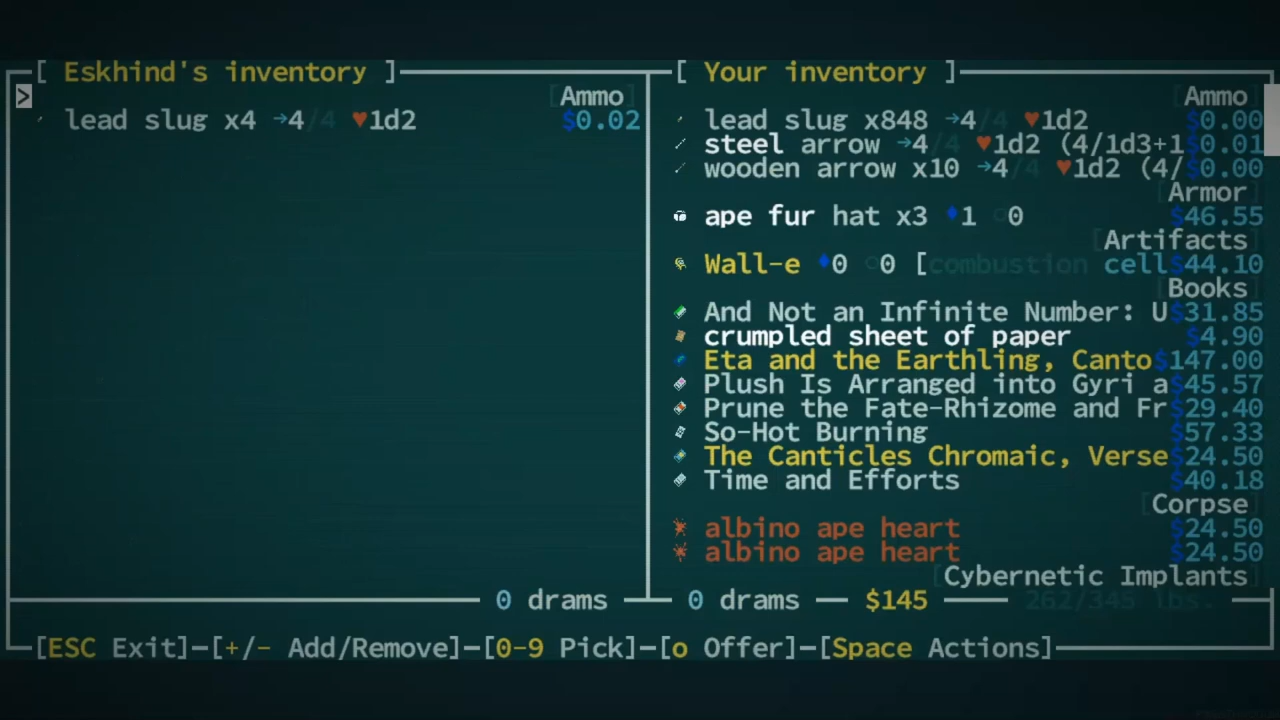 [ Eskhind's inventory ]
>
[Ammo]
lead slug x4 →4/4 ♥1d2 $0.02
0 drams
[ Your inventory ]
[Ammo]
lead slug x848 →4/4 ♥1d2 $0.00
steel arrow →4/4 ♥1d2 (4/1d3+1 $0.01
wooden arrow x10 →4/4 ♥1d2 (4/ $0.00
[Armor]
ape fur hat x3 ♦1 ○0 $46.55
[Artifacts]
Wall-e ♦0 ○0 [combustion cell $44.10
[Books]
And Not an Infinite Number: U $31.85
crumpled sheet of paper $4.90
Eta and the Earthling, Canto $147.00
Plush Is Arranged into Gyri a $45.57
Prune the Fate-Rhizome and Fr $29.40
So-Hot Burning $57.33
The Canticles Chromaic, Verse $24.50
Time and Efforts $40.18
[Corpse]
albino ape heart $24.50
albino ape heart $24.50
[Cybernetic Implants]
0 drams — $145 — 262/345 lbs.
[ESC Exit]—[+/- Add/Remove]—[0-9 Pick]—[o Offer]—[Space Actions]